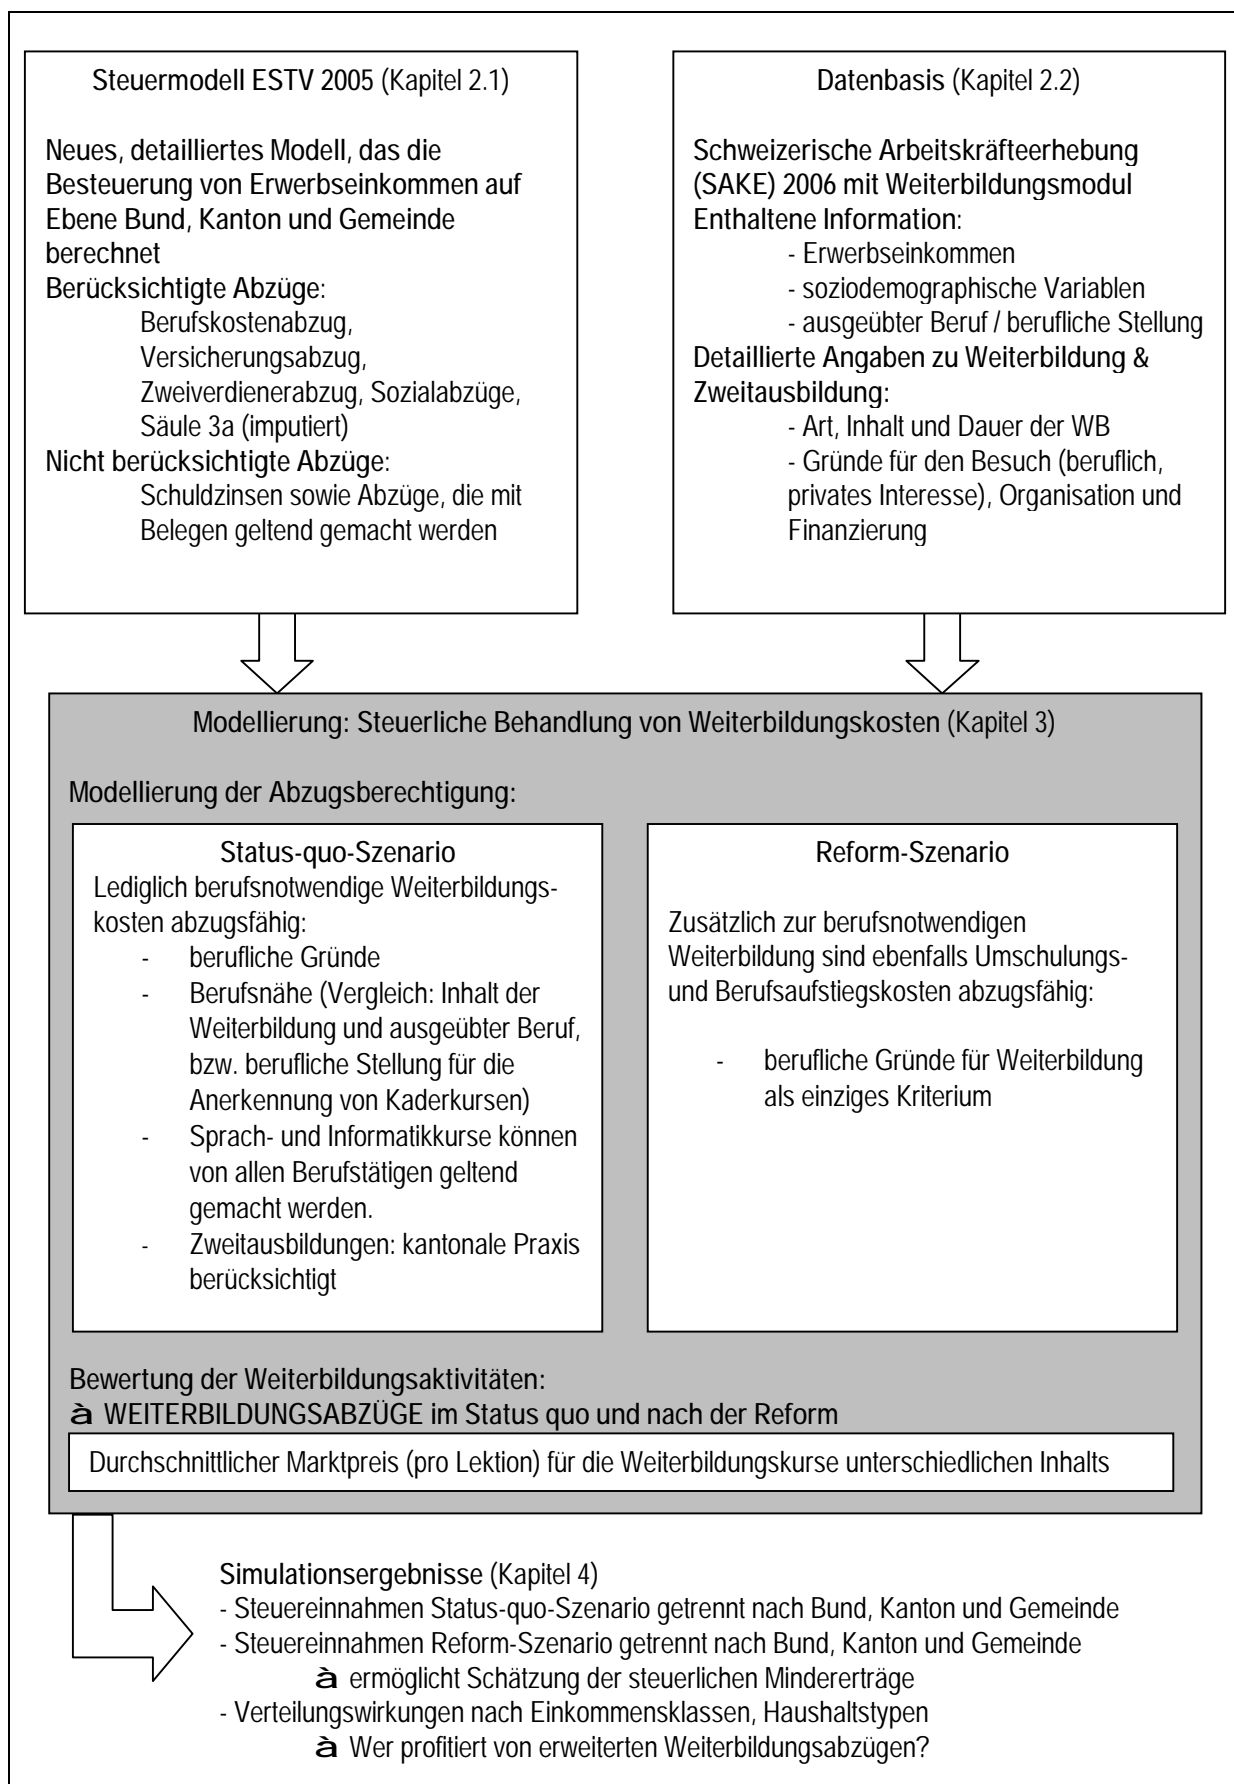 Steuermodell ESTV 2005 (Kapitel 2.1)
Neues, detailliertes Modell, das die
Besteuerung von Erwerbseinkommen auf
Ebene Bund, Kanton und Gemeinde
berechnet
Berücksichtigte Abzüge:
Berufskostenabzug,
Versicherungsabzug,
Zweiverdienerabzug, Sozialabzüge,
Säule 3a (imputiert)
Nicht berücksichtigte Abzüge:
Schuldzinsen sowie Abzüge, die mit
Belegen geltend gemacht werden
Datenbasis (Kapitel 2.2)
Schweizerische Arbeitskräfteerhebung
(SAKE) 2006 mit Weiterbildungsmodul
Enthaltene Information:
- Erwerbseinkommen
- soziodemographische Variablen
- ausgeübter Beruf / berufliche Stellung
Detaillierte Angaben zu Weiterbildung &
Zweitausbildung:
- Art, Inhalt und Dauer der WB
- Gründe für den Besuch (beruflich,
privates Interesse), Organisation und
Finanzierung
Modellierung: Steuerliche Behandlung von Weiterbildungskosten (Kapitel 3)
Modellierung der Abzugsberechtigung:
Status-quo-Szenario
Lediglich berufsnotwendige Weiterbildungs-
kosten abzugsfähig:
- berufliche Gründe
- Berufsnähe (Vergleich: Inhalt der
Weiterbildung und ausgeübter Beruf,
bzw. berufliche Stellung für die
Anerkennung von Kaderkursen)
- Sprach- und Informatikkurse können
von allen Berufstätigen geltend
gemacht werden.
- Zweitausbildungen: kantonale Praxis
berücksichtigt
Reform-Szenario
Zusätzlich zur berufsnotwendigen
Weiterbildung sind ebenfalls Umschulungs-
und Berufsaufstiegskosten abzugsfähig:
- berufliche Gründe für Weiterbildung
als einziges Kriterium
Bewertung der Weiterbildungsaktivitäten:
à WEITERBILDUNGSABZÜGE im Status quo und nach der Reform
Durchschnittlicher Marktpreis (pro Lektion) für die Weiterbildungskurse unterschiedlichen Inhalts
Simulationsergebnisse (Kapitel 4)
- Steuereinnahmen Status-quo-Szenario getrennt nach Bund, Kanton und Gemeinde
- Steuereinnahmen Reform-Szenario getrennt nach Bund, Kanton und Gemeinde
à ermöglicht Schätzung der steuerlichen Mindererträge
- Verteilungswirkungen nach Einkommensklassen, Haushaltstypen
à Wer profitiert von erweiterten Weiterbildungsabzügen?